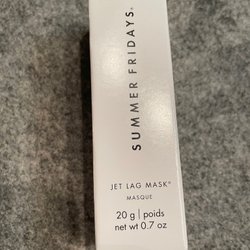 SUMMER FRIDAYS®
JET LAG MASK®
MASQUE
20 g | poids
net wt 0.7 oz